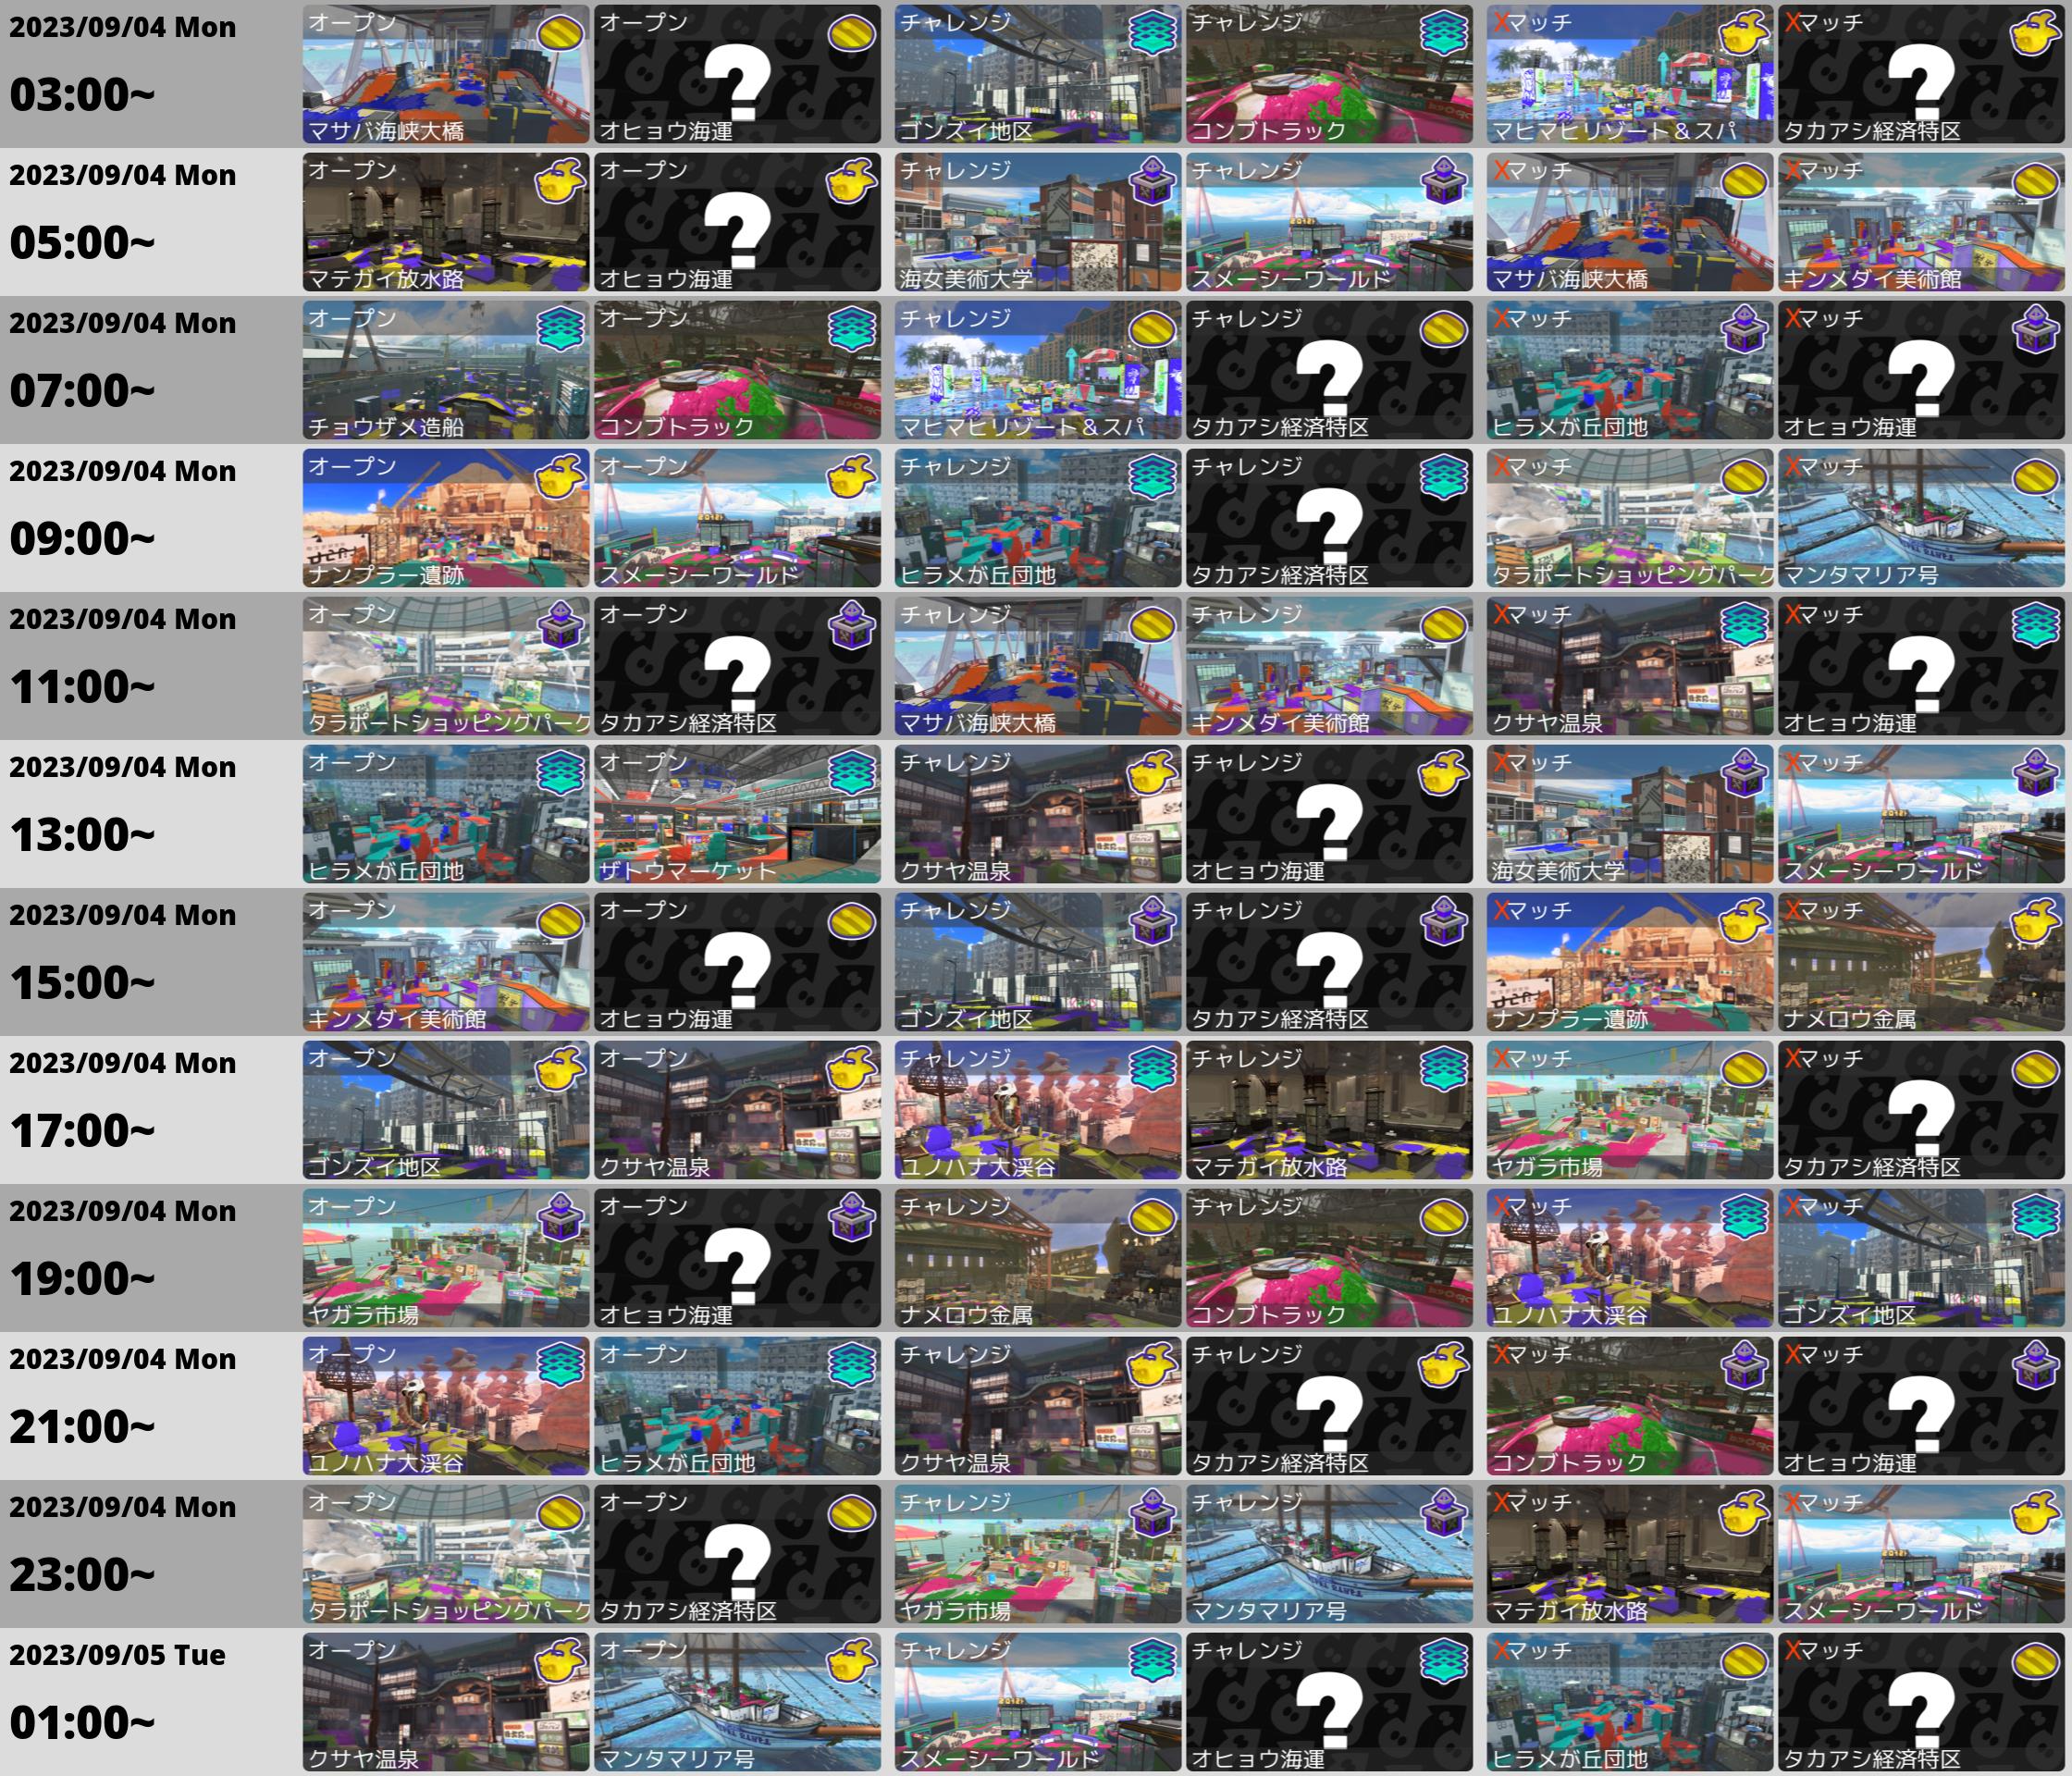 2023/09/04 Mon
03:00~
オープン オープン チャレンジ チャレンジ Xマッチ Xマッチ
マサバ海峡大橋 オヒョウ海運 ゴンズイ地区 コンブトラック マヒマヒリゾート&スパ タカアシ経済特区
2023/09/04 Mon
05:00~
オープン オープン チャレンジ チャレンジ Xマッチ Xマッチ
マテガイ放水路 オヒョウ海運 海女美術大学 スメーシーワールド マサバ海峡大橋 キンメダイ美術館
2023/09/04 Mon
07:00~
オープン オープン チャレンジ チャレンジ Xマッチ Xマッチ
チョウザメ造船 コンブトラック マヒマヒリゾート&スパ タカアシ経済特区 ヒラメが丘団地 オヒョウ海運
2023/09/04 Mon
09:00~
オープン オープン チャレンジ チャレンジ Xマッチ Xマッチ
ナンプラー遺跡 スメーシーワールド ヒラメが丘団地 タカアシ経済特区 タラポートショッピングパーク マンタマリア号
2023/09/04 Mon
11:00~
オープン オープン チャレンジ チャレンジ Xマッチ Xマッチ
タラポートショッピングパーク タカアシ経済特区 マサバ海峡大橋 キンメダイ美術館 クサヤ温泉 オヒョウ海運
2023/09/04 Mon
13:00~
オープン オープン チャレンジ チャレンジ Xマッチ Xマッチ
ヒラメが丘団地 ザトウマーケット クサヤ温泉 オヒョウ海運 海女美術大学 スメーシーワールド
2023/09/04 Mon
15:00~
オープン オープン チャレンジ チャレンジ Xマッチ Xマッチ
キンメダイ美術館 オヒョウ海運 ゴンズイ地区 タカアシ経済特区 ナンプラー遺跡 ナメロウ金属
2023/09/04 Mon
17:00~
オープン オープン チャレンジ チャレンジ Xマッチ Xマッチ
ゴンズイ地区 クサヤ温泉 ユノハナ大渓谷 マテガイ放水路 ヤガラ市場 タカアシ経済特区
2023/09/04 Mon
19:00~
オープン オープン チャレンジ チャレンジ Xマッチ Xマッチ
ヤガラ市場 オヒョウ海運 ナメロウ金属 コンブトラック ユノハナ大渓谷 ゴンズイ地区
2023/09/04 Mon
21:00~
オープン オープン チャレンジ チャレンジ Xマッチ Xマッチ
ユノハナ大渓谷 ヒラメが丘団地 クサヤ温泉 タカアシ経済特区 コンブトラック オヒョウ海運
2023/09/04 Mon
23:00~
オープン オープン チャレンジ チャレンジ Xマッチ Xマッチ
タラポートショッピングパーク タカアシ経済特区 ヤガラ市場 マンタマリア号 マテガイ放水路 スメーシーワールド
2023/09/05 Tue
01:00~
オープン オープン チャレンジ チャレンジ Xマッチ Xマッチ
クサヤ温泉 マンタマリア号 スメーシーワールド オヒョウ海運 ヒラメが丘団地 タカアシ経済特区